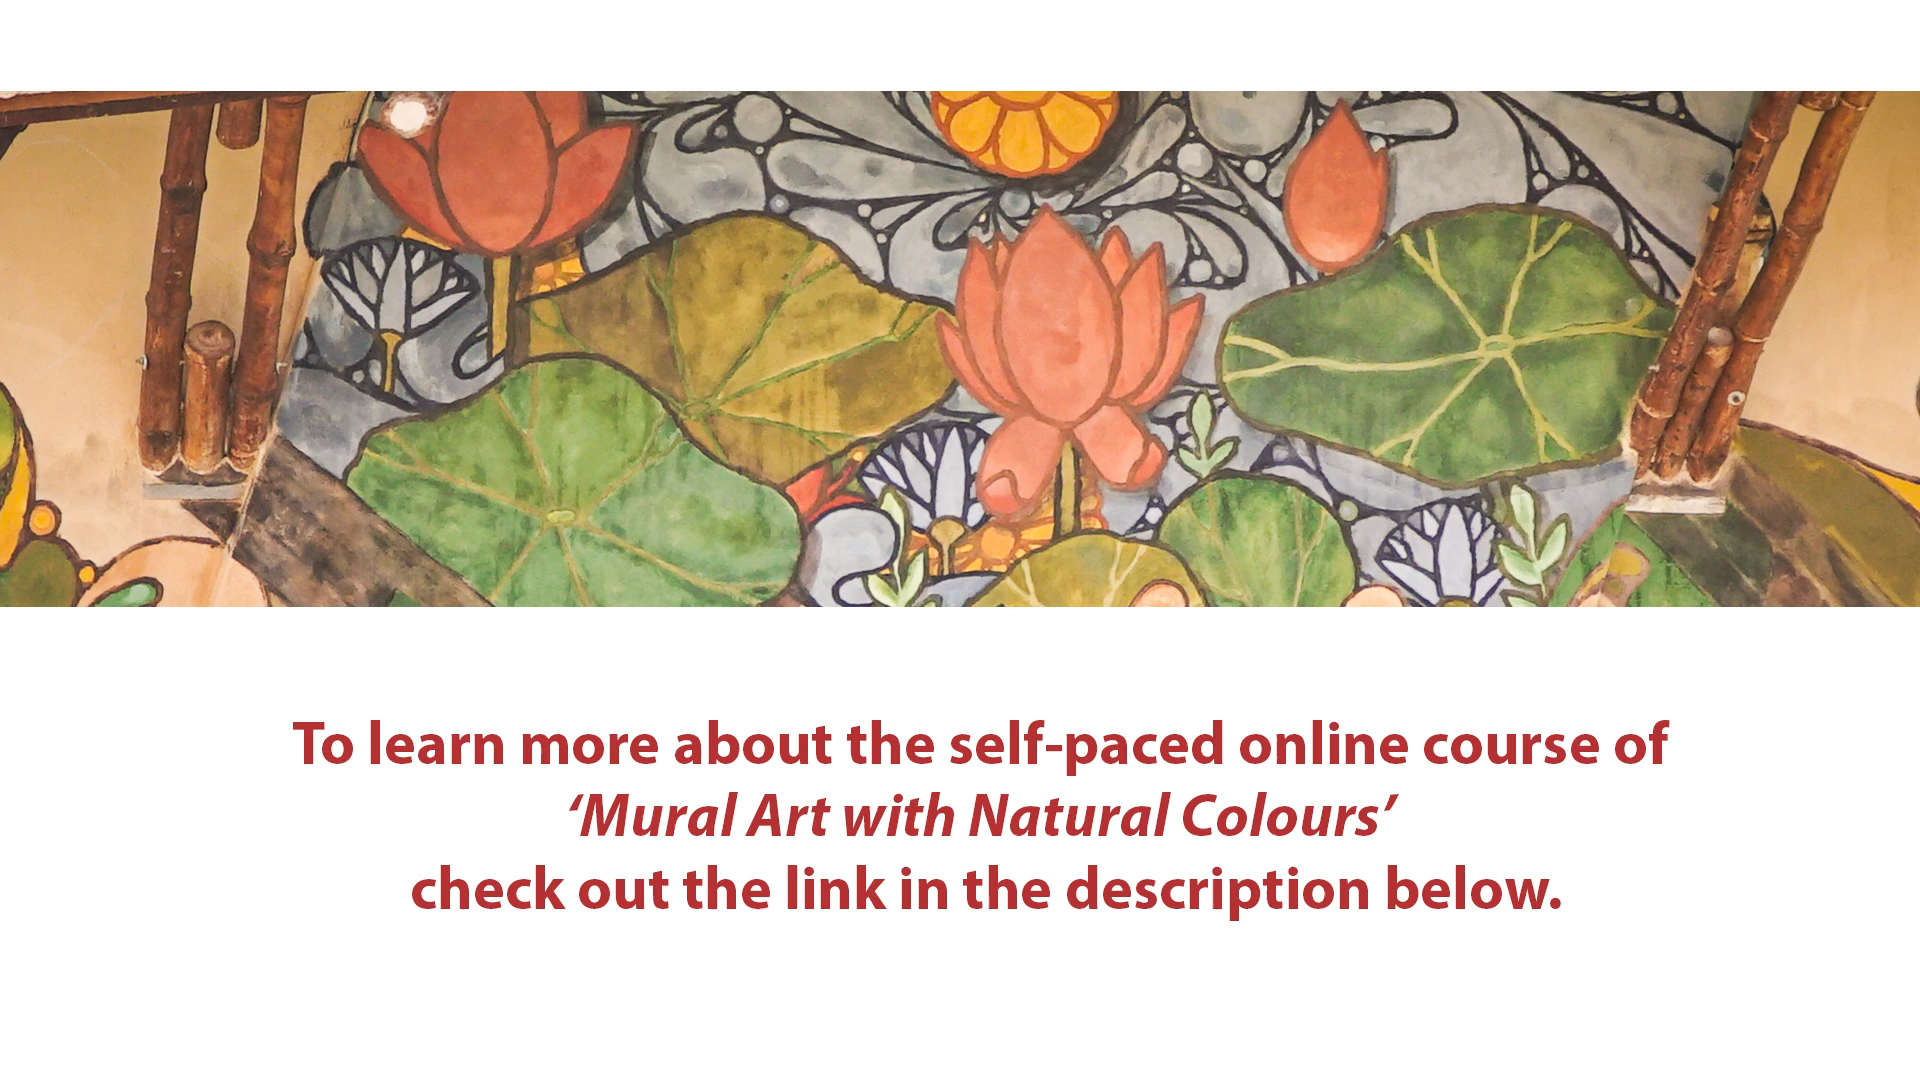 To learn more about the self-paced online course of
‘Mural Art with Natural Colours’
check out the link in the description below.